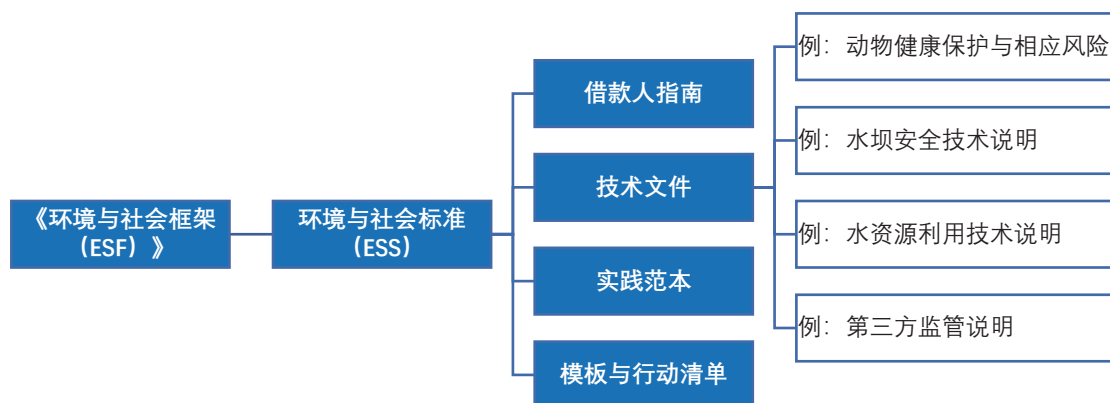 《环境与社会框架
（ESF）》
环境与社会标准
（ESS）
借款人指南
技术文件
实践范本
模板与行动清单
例：动物健康保护与相应风险
例：水坝安全技术说明
例：水资源利用技术说明
例：第三方监管说明